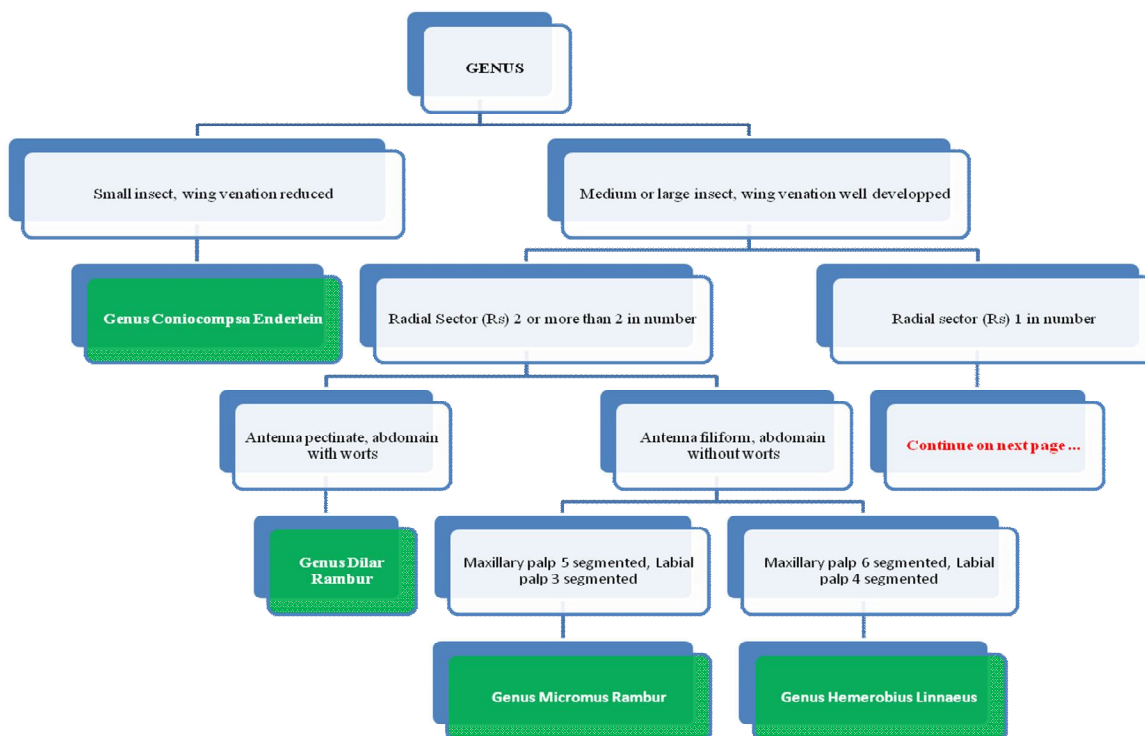 GENUS
Small insect, wing venation reduced
Medium or large insect, wing venation well developped
Genus Coniocompsa Enderlein
Radial Sector (Rs) 2 or more than 2 in number
Radial sector (Rs) 1 in number
Antenna pectinate, abdomain
with worts
Antenna filiform, abdomain
without worts
Continue on next page ...
Genus Dilar
Rambur
Maxillary palp 5 segmented, Labial
palp 3 segmented
Maxillary palp 6 segmented, Labial
palp 4 segmented
Genus Micromus Rambur
Genus Hemerobius Linnaeus